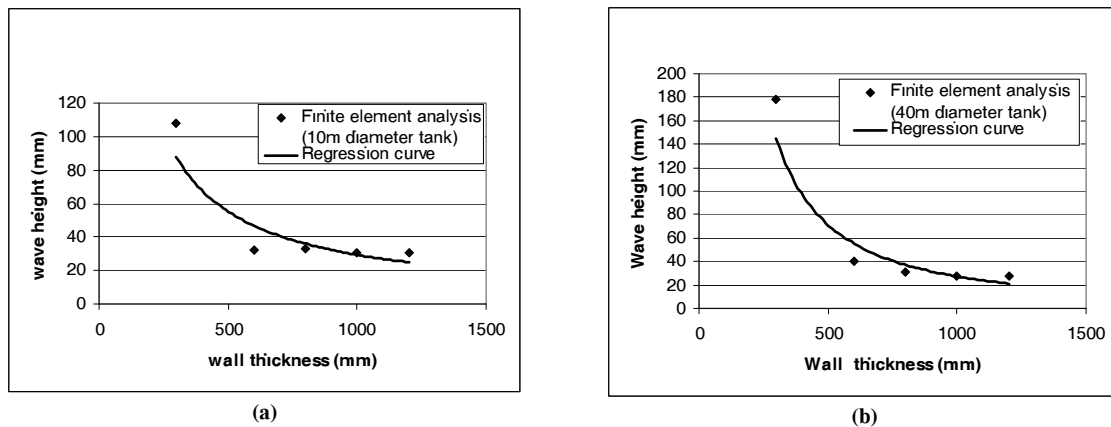 120
100
80
60
40
20
0
wave height (mm)
Finite element analysis
(10m diameter tank)
Regression curve
0 500 1000 1500
wall thickness (mm)
(a)
200
180
160
140
120
100
80
60
40
20
0
Wave height (mm)
Finite element analysis
(40m diameter tank)
Regression curve
0 500 1000 1500
Wall thickness (mm)
(b)